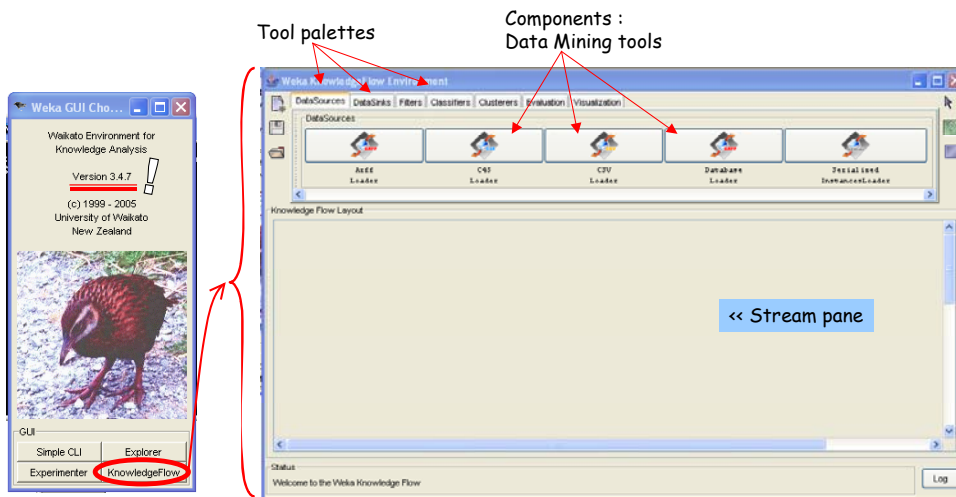 Tool palettes
Components :
Data Mining tools
Weka GUI Cho...
Waikato Environment for
Knowledge Analysis
Version 3.4.7
(c) 1999 - 2005
University of Waikato
New Zealand
GUI
Simple CLI
Explorer
Experimenter
KnowledgeFlow
Weka KnowledgeFlow Environment
DataSources
DataSinks
Filters
Classifiers
Clusterers
Evaluation
Visualization
DataSources
Arff
Loader
C45
Loader
CSV
Loader
Database
Loader
Serialized
InstancesLoader
Knowledge Flow Layout
<< Stream pane
Status
Welcome to the Weka Knowledge Flow
Log